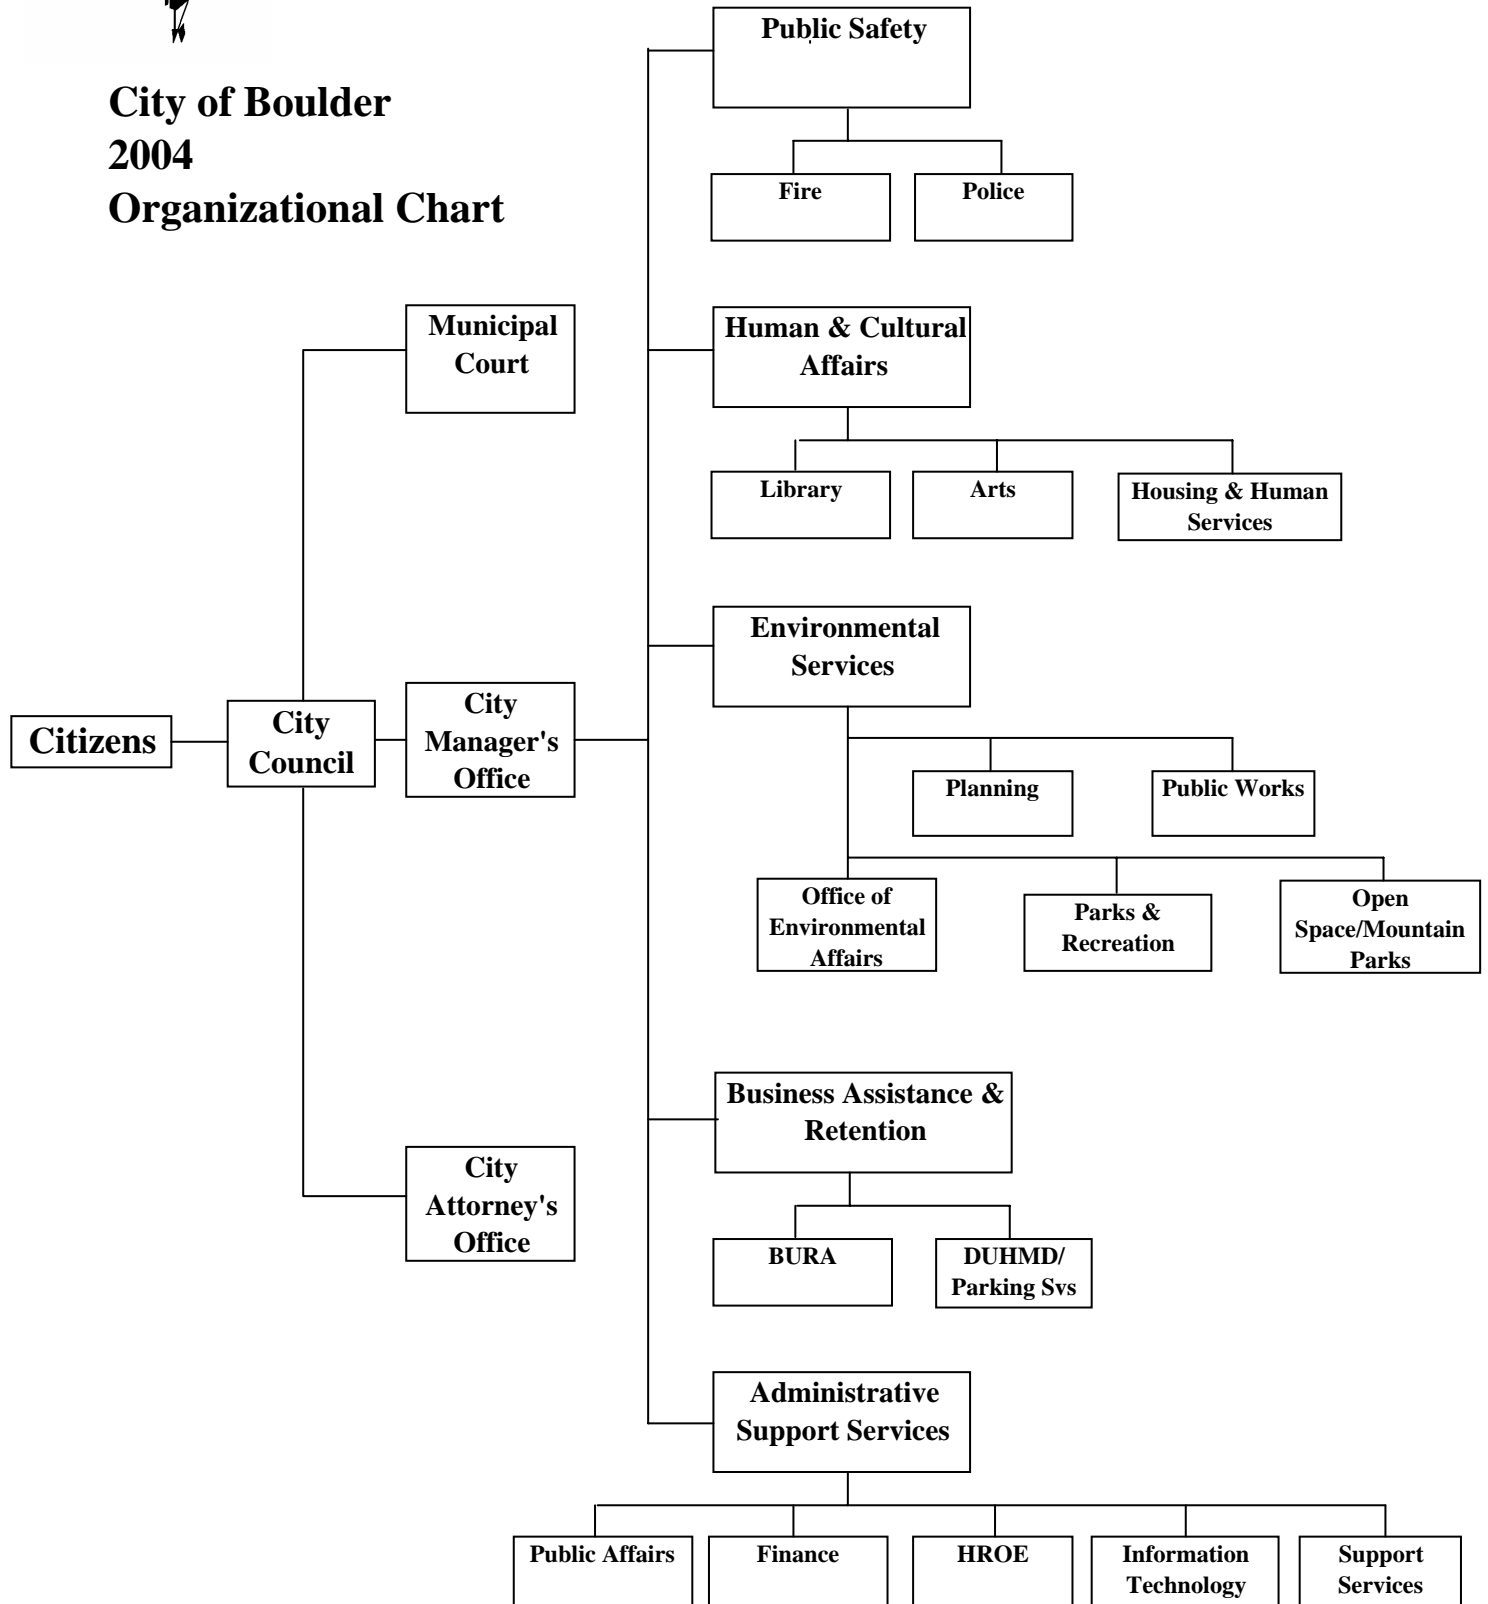 City of Boulder
2004
Organizational Chart
Public Safety
Fire
Police
Municipal
Court
Human & Cultural
Affairs
Library
Arts
Housing & Human
Services
Environmental
Services
Citizens
City
Council
City
Manager's
Office
Planning
Public Works
Office of
Environmental
Affairs
Parks &
Recreation
Open
Space/Mountain
Parks
Business Assistance &
Retention
City
Attorney's
Office
BURA
DUHMD/
Parking Svs
Administrative
Support Services
Public Affairs
Finance
HROE
Information
Technology
Support
Services